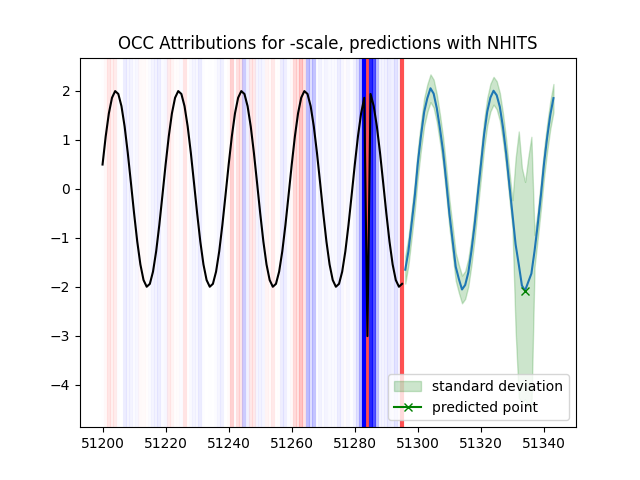 OCC Attributions for -scale, predictions with NHITS
2
1
0
−1
−2
−3
−4
standard deviation
predicted point
51200 51220 51240 51260 51280 51300 51320 51340